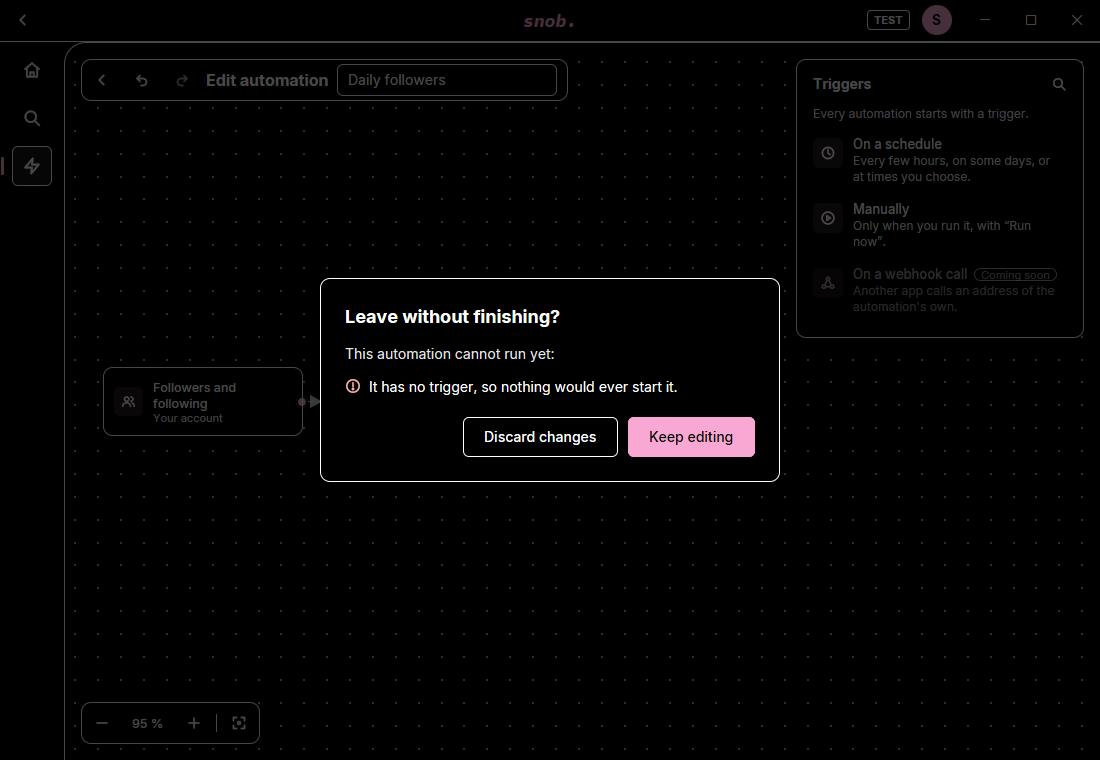 snob.
TEST
S
Edit automation
Daily followers
Triggers
Every automation starts with a trigger.
On a schedule
Every few hours, on some days, or
at times you choose.
Manually
Only when you run it, with “Run
now”.
On a webhook call
Coming soon
Another app calls an address of the
automation's own.
Leave without finishing?
This automation cannot run yet:
It has no trigger, so nothing would ever start it.
Discard changes
Keep editing
Followers and
following
Your account
95 %